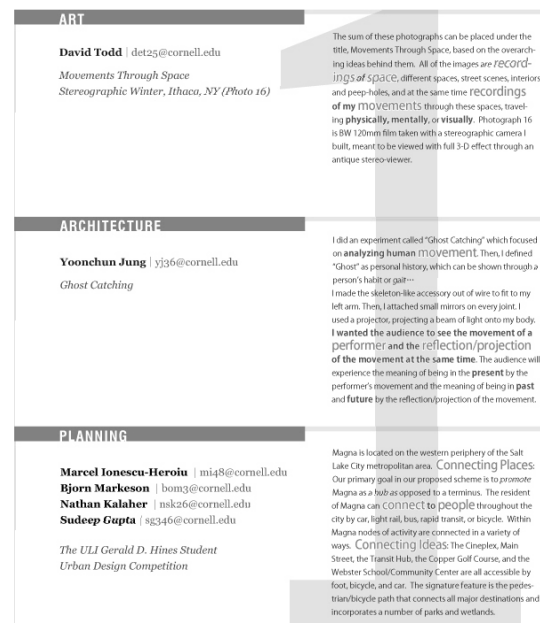 ART
David Todd | det25@cornell.edu
Movements Through Space
Stereographic Winter, Ithaca, NY (Photo 16)
The sum of these photographs can be placed under the
title, Movements Through Space, based on the overarch-
ing ideas behind them. All of the images are record-
ings of space, different spaces, street scenes, interiors
and peep-holes, and at the same time recordings
of my movements through these spaces, travel-
ing physically, mentally, or visually. Photograph 16
is BW 120mm film taken with a stereographic camera I
built, meant to be viewed with full 3-D effect through an
antique stereo-viewer.
ARCHITECTURE
Yoonchun Jung | yj36@cornell.edu
Ghost Catching
I did an experiment called "Ghost Catching" which focused
on analyzing human movement. Then, I defined
"Ghost" as personal history, which can be shown through a
person's habit or gait…
I made the skeleton-like accessory out of wire to fit to my
left arm. Then, I attached small mirrors on every joint. I
used a projector, projecting a beam of light onto my body.
I wanted the audience to see the movement of a
performer and the reflection/projection
of the movement at the same time. The audience will
experience the meaning of being in the present by the
performer's movement and the meaning of being in past
and future by the reflection/projection of the movement.
PLANNING
Marcel Ionescu-Heroiu | mi48@cornell.edu
Bjorn Markeson | bom3@cornell.edu
Nathan Kalaher | nsk26@cornell.edu
Sudeep Gupta | sg346@cornell.edu
The ULI Gerald D. Hines Student
Urban Design Competition
Magna is located on the western periphery of the Salt
Lake City metropolitan area. Connecting Places:
Our primary goal in our proposed scheme is to promote
Magna as a hub as opposed to a terminus. The resident
of Magna can connect to people throughout the
city by car, light rail, bus, rapid transit, or bicycle. Within
Magna nodes of activity are connected in a variety of
ways. Connecting Ideas: The Cineplex, Main
Street, the Transit Hub, the Copper Golf Course, and the
Webster School/Community Center are all accessible by
foot, bicycle, and car. The signature feature is the pedes-
trian/bicycle path that connects all major destinations and
incorporates a number of parks and wetlands.